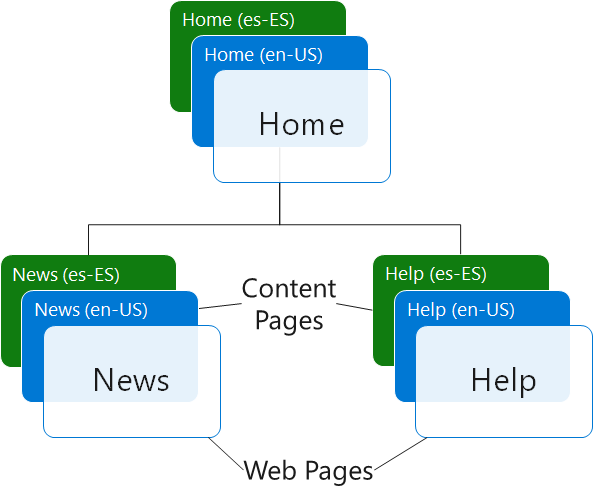 Home (es-ES)
Home (en-US)
Home
News (es-ES)
News (en-US)
News
Content
Pages
Help (es-ES)
Help (en-US)
Help
Web Pages